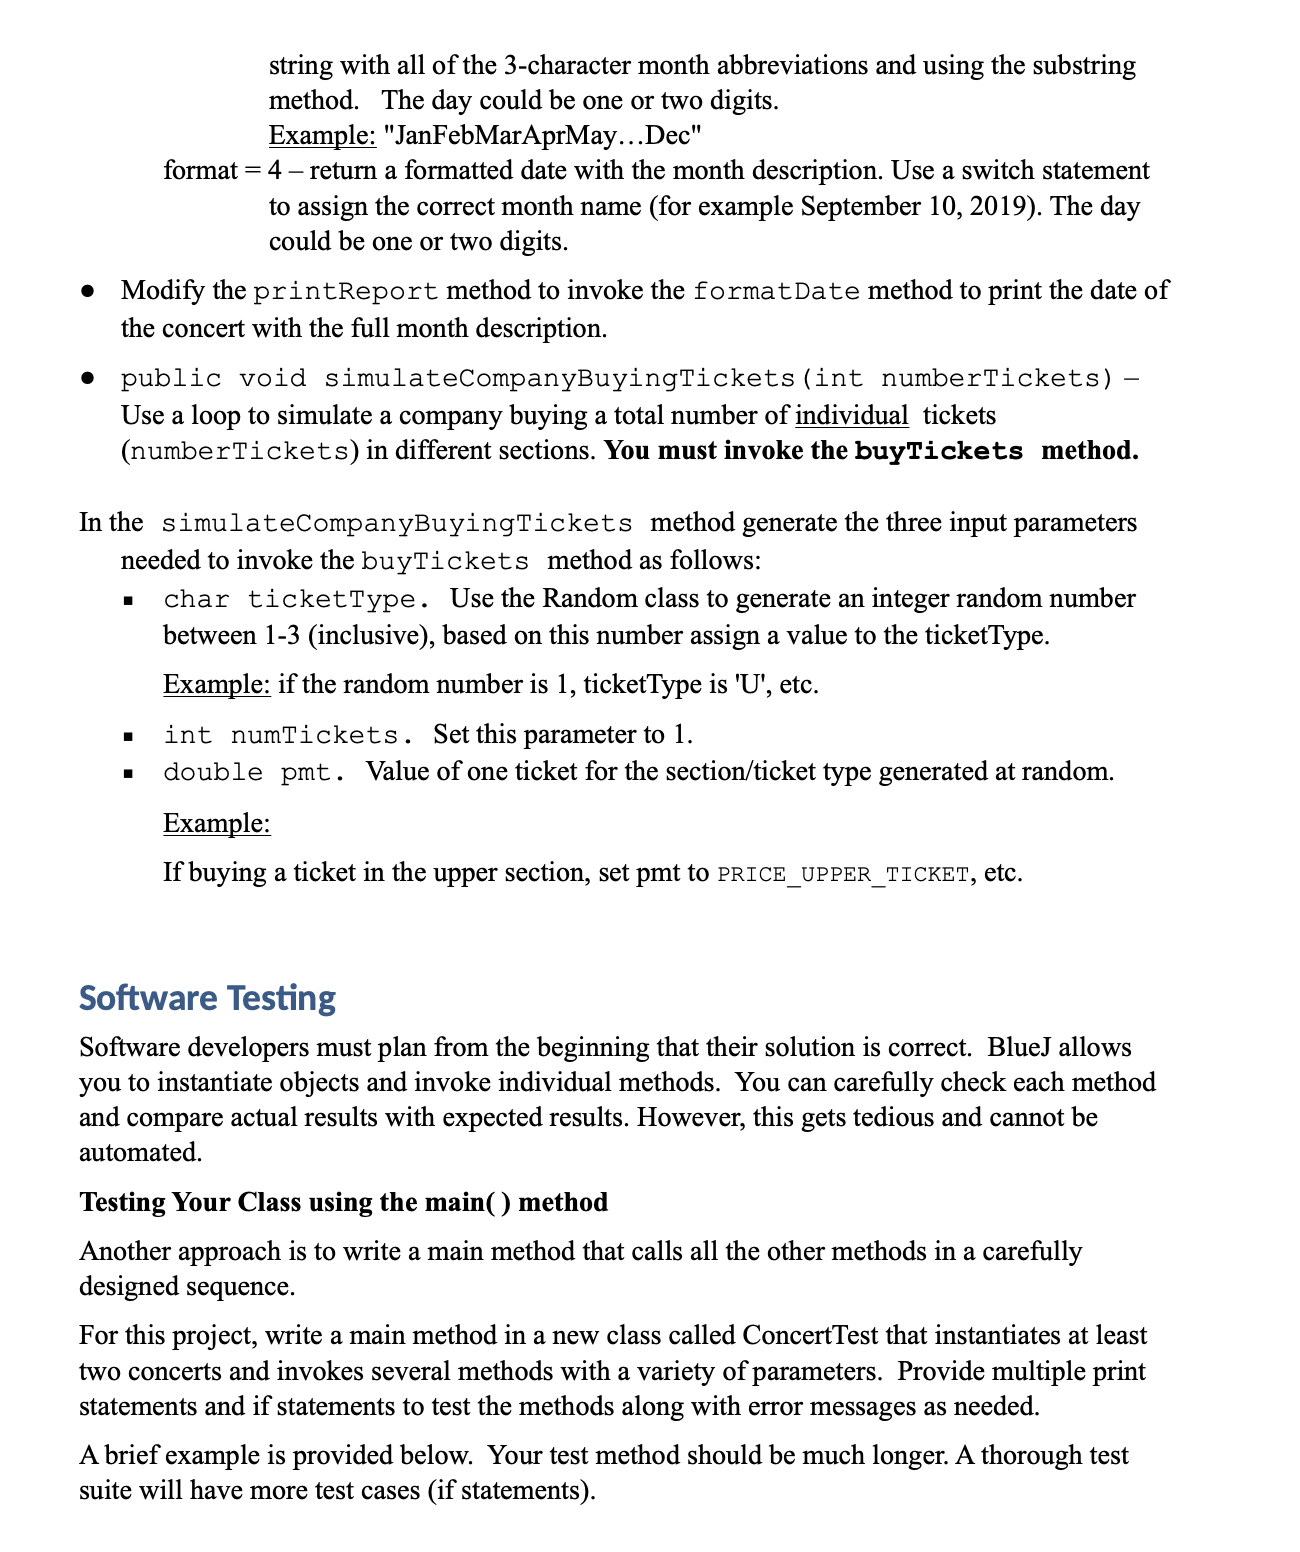 string with all of the 3-character month abbreviations and using the substring
method.   The day could be one or two digits.
Example: "JanFebMarAprMay…Dec"
format = 4 – return a formatted date with the month description. Use a switch statement
to assign the correct month name (for example September 10, 2019). The day
could be one or two digits.
● Modify the printReport method to invoke the formatDate method to print the date of
the concert with the full month description.
● public void simulateCompanyBuyingTickets(int numberTickets) –
Use a loop to simulate a company buying a total number of individual  tickets
(numberTickets) in different sections. You must invoke the buyTickets  method.
In the  simulateCompanyBuyingTickets  method generate the three input parameters
needed to invoke the buyTickets  method as follows:
▪ char ticketType.  Use the Random class to generate an integer random number
between 1-3 (inclusive), based on this number assign a value to the ticketType.
Example: if the random number is 1, ticketType is 'U', etc.
▪ int numTickets.  Set this parameter to 1.
▪ double pmt.  Value of one ticket for the section/ticket type generated at random.
Example:
If buying a ticket in the upper section, set pmt to PRICE_UPPER_TICKET, etc.
Software Testing
Software developers must plan from the beginning that their solution is correct.  BlueJ allows
you to instantiate objects and invoke individual methods.  You can carefully check each method
and compare actual results with expected results. However, this gets tedious and cannot be
automated.
Testing Your Class using the main( ) method
Another approach is to write a main method that calls all the other methods in a carefully
designed sequence.
For this project, write a main method in a new class called ConcertTest that instantiates at least
two concerts and invokes several methods with a variety of parameters.  Provide multiple print
statements and if statements to test the methods along with error messages as needed.
A brief example is provided below.  Your test method should be much longer. A thorough test
suite will have more test cases (if statements).